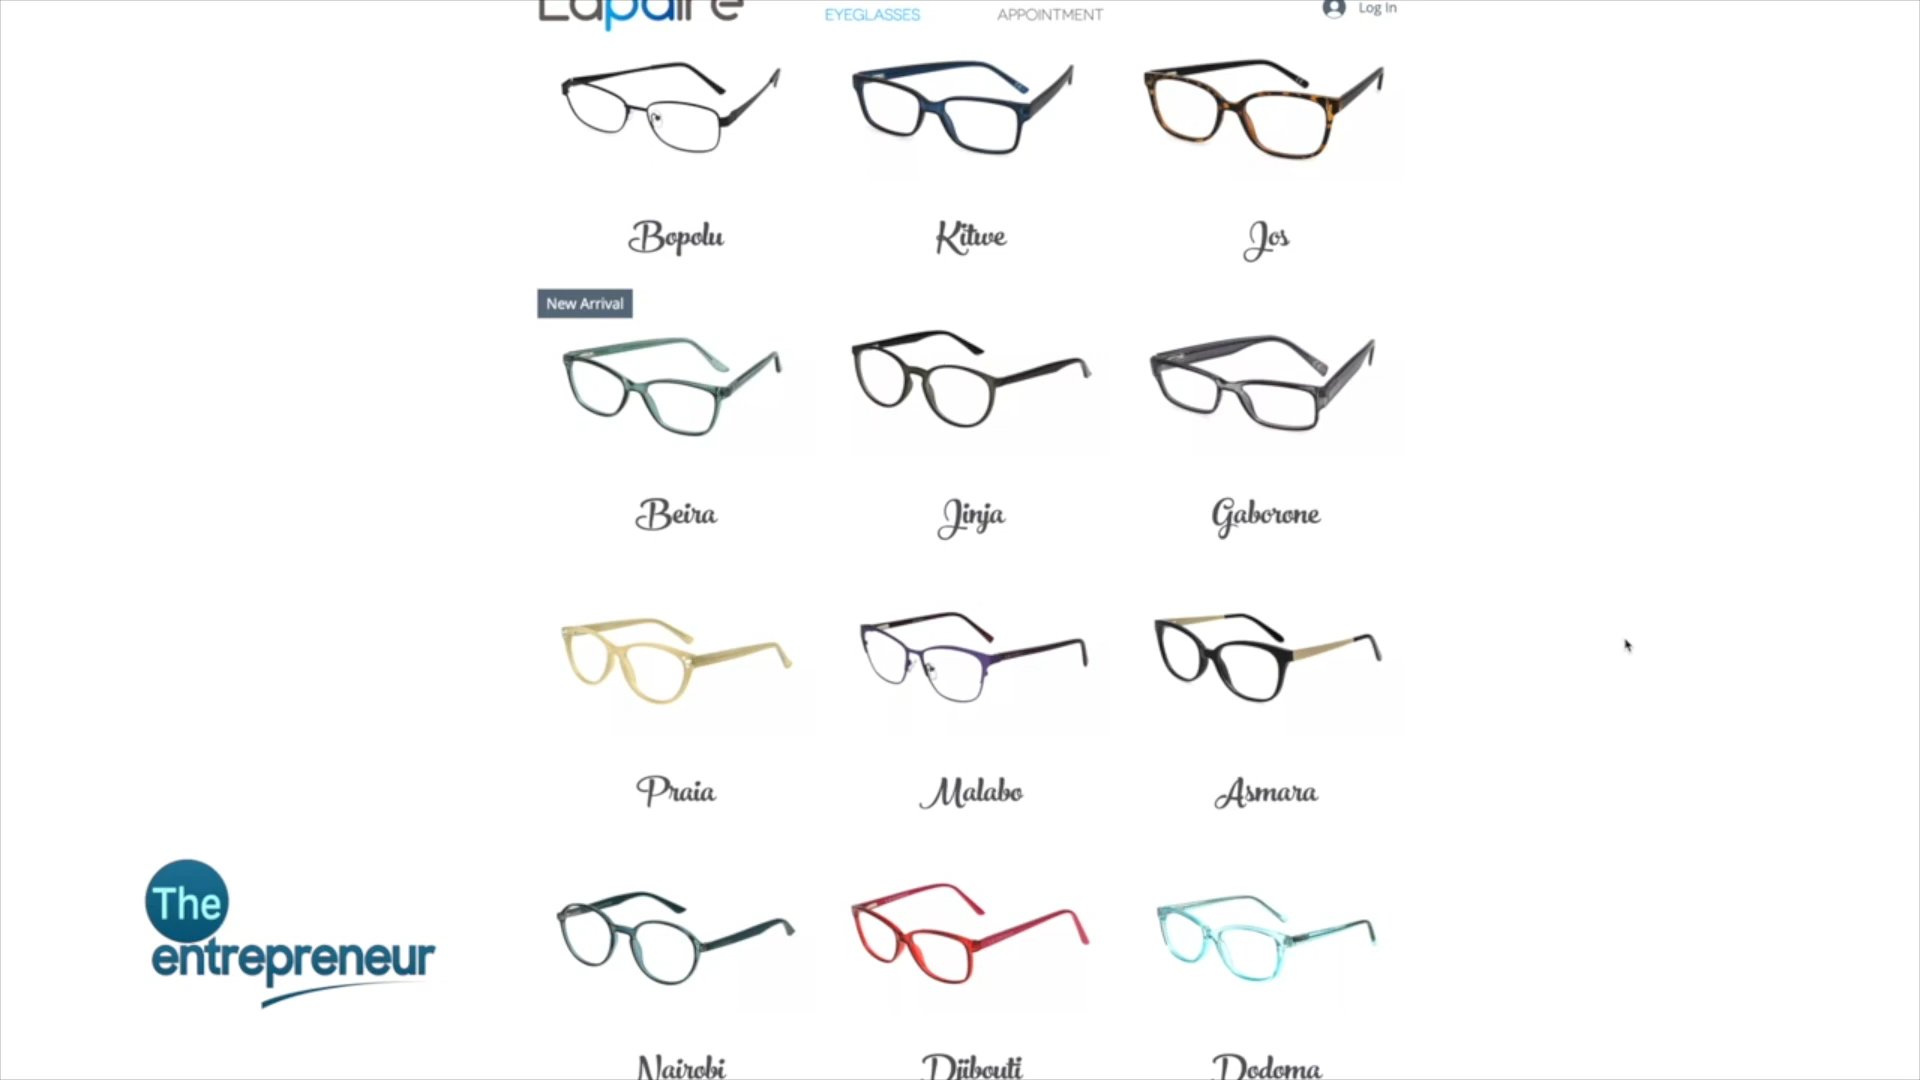 Lapaire
EYEGLASSES
APPOINTMENT
Log In
Bopolu
Kitwe
Jos
New Arrival
Beira
Jinja
Gaborone
Praia
Malabo
Asmara
The
entrepreneur
Nairobi
Djibouti
Dodoma